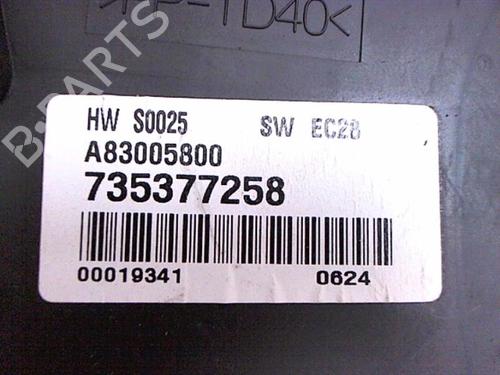 -TD40<
B-PARTS
HW S0025 SW EC28
A83005800
735377258
00019341 0624